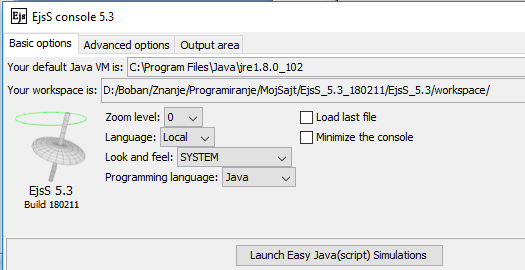 Ejs EjsS console 5.3
Basic options Advanced options Output area
Your default Java VM is: C:\Program Files\Java\jre1.8.0_102
Your workspace is: D:/Boban/Znanje/Programiranje/MojSajt/EjsS_5.3_180211/EjsS_5.3/workspace/
Zoom level: 0 Load last file
Language: Local Minimize the console
Look and feel: SYSTEM
Programming language: Java
EjsS 5.3
Build 180211
Launch Easy Java(script) Simulations